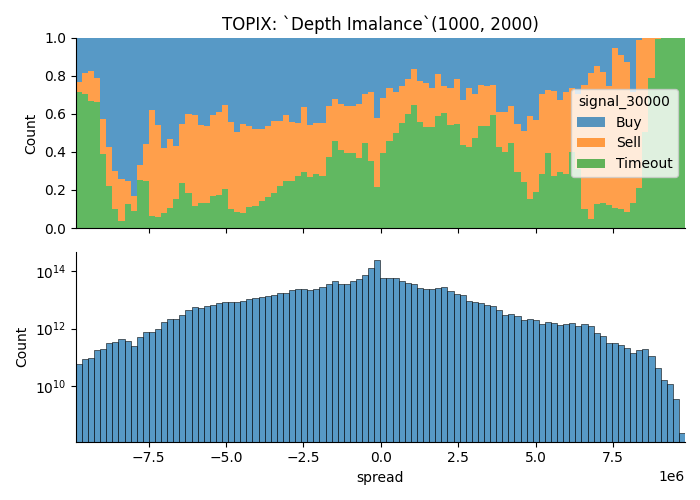 TOPIX: `Depth Imalance`(1000, 2000)
1.0
0.8
0.6
0.4
0.2
0.0
Count
signal_30000
Buy
Sell
Timeout
10^14
10^12
10^10
Count
−7.5
−5.0
−2.5
0.0
2.5
5.0
7.5
1e6
spread